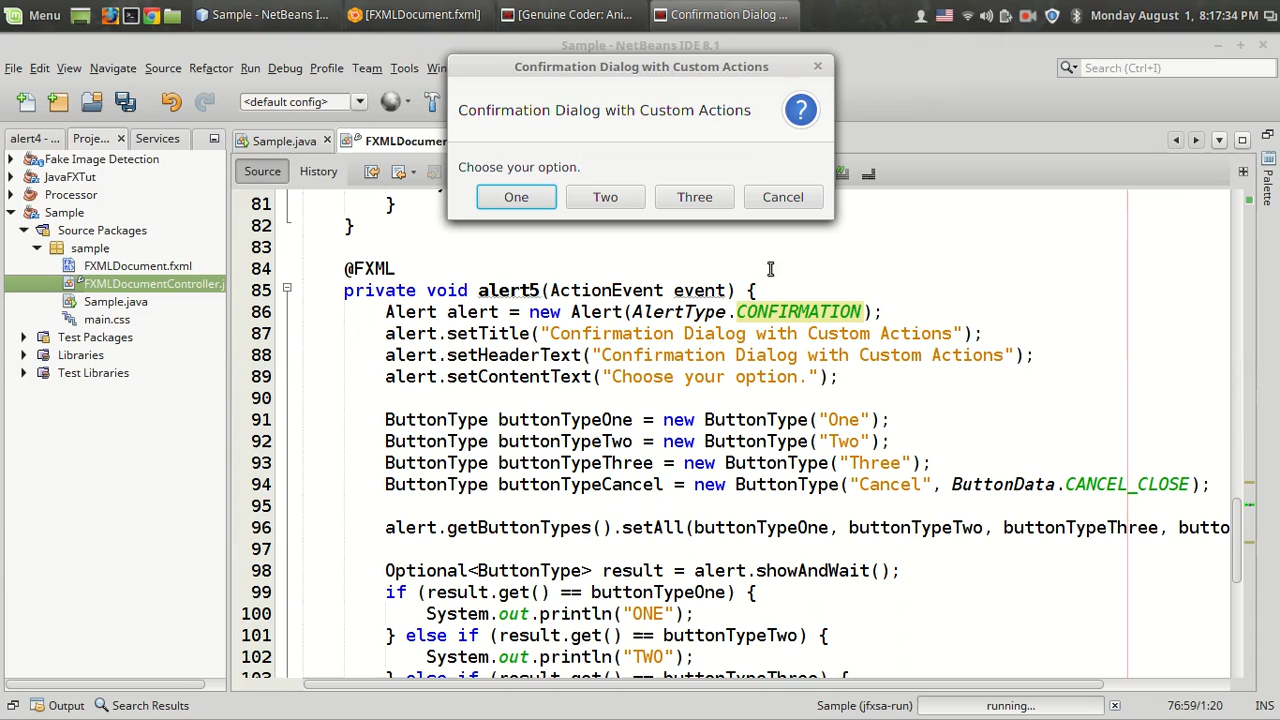 Menu
Sample - NetBeans I...
[FXMLDocument.fxml]
[Genuine Coder: Ani...
Confirmation Dialog ...
Monday August 1, 8:17:34 PM
Sample - NetBeans IDE 8.1
File Edit View Navigate Source Refactor Run Debug Profile Team Tools Win
Search (Ctrl+I)
Confirmation Dialog with Custom Actions
Confirmation Dialog with Custom Actions
?
Choose your option.
One Two Three Cancel
<default config>
alert4 - ... Proje... Services
Sample.java
FXMLDocumen
Source History
Palette
Fake Image Detection
JavaFXTut
Processor
Sample
Source Packages
sample
FXMLDocument.fxml
FXMLDocumentController.j
Sample.java
main.css
Test Packages
Libraries
Test Libraries
81 }
82 }
83
84 @FXML
85 private void alert5(ActionEvent event) {
86 Alert alert = new Alert(AlertType.CONFIRMATION);
87 alert.setTitle("Confirmation Dialog with Custom Actions");
88 alert.setHeaderText("Confirmation Dialog with Custom Actions");
89 alert.setContentText("Choose your option.");
90
91 ButtonType buttonTypeOne = new ButtonType("One");
92 ButtonType buttonTypeTwo = new ButtonType("Two");
93 ButtonType buttonTypeThree = new ButtonType("Three");
94 ButtonType buttonTypeCancel = new ButtonType("Cancel", ButtonData.CANCEL_CLOSE);
95
96 alert.getButtonTypes().setAll(buttonTypeOne, buttonTypeTwo, buttonTypeThree, butto
97
98 Optional<ButtonType> result = alert.showAndWait();
99 if (result.get() == buttonTypeOne) {
100 System.out.println("ONE");
101 } else if (result.get() == buttonTypeTwo) {
102 System.out.println("TWO");
103 } else if (result.get() == buttonTypeThree) {
Output Search Results
Sample (jfxsa-run)
running...
76:59/1:20
INS